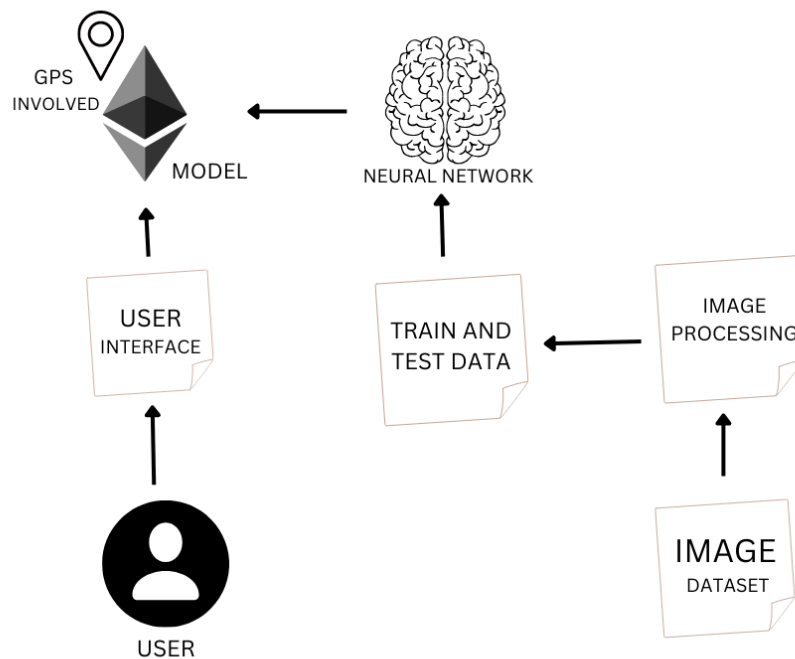 GPS
INVOLVED
MODEL
NEURAL NETWORK
USER
INTERFACE
TRAIN AND
TEST DATA
IMAGE
PROCESSING
IMAGE
DATASET
USER